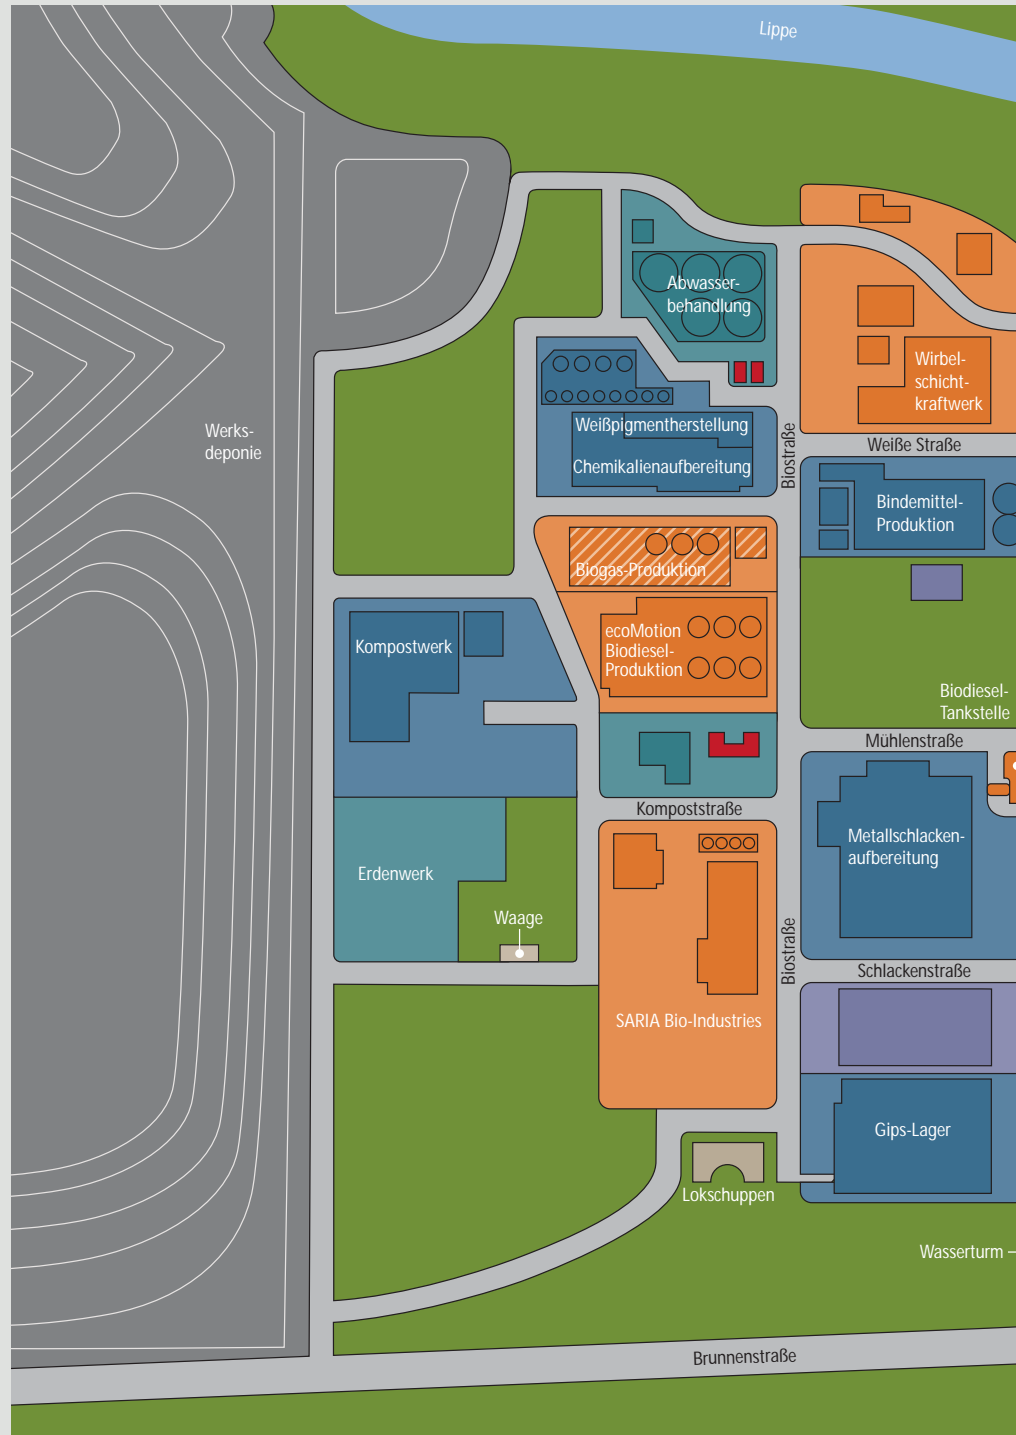 Lippe
Abwasser-
behandlung
Wirbel-
schicht-
kraftwerk
Werks-
deponie
Weißpigmentherstellung
Chemikalienaufbereitung
Biostraße
Weiße Straße
Bindemittel-
Produktion
Biogas-Produktion
ecoMotion
Biodiesel-
Produktion
Kompostwerk
Biodiesel-
Tankstelle
Mühlenstraße
Kompoststraße
Metallschlacken-
aufbereitung
Erdenwerk
Waage
Biostraße
Schlackenstraße
SARIA Bio-Industries
Gips-Lager
Lokschuppen
Wasserturm
Brunnenstraße